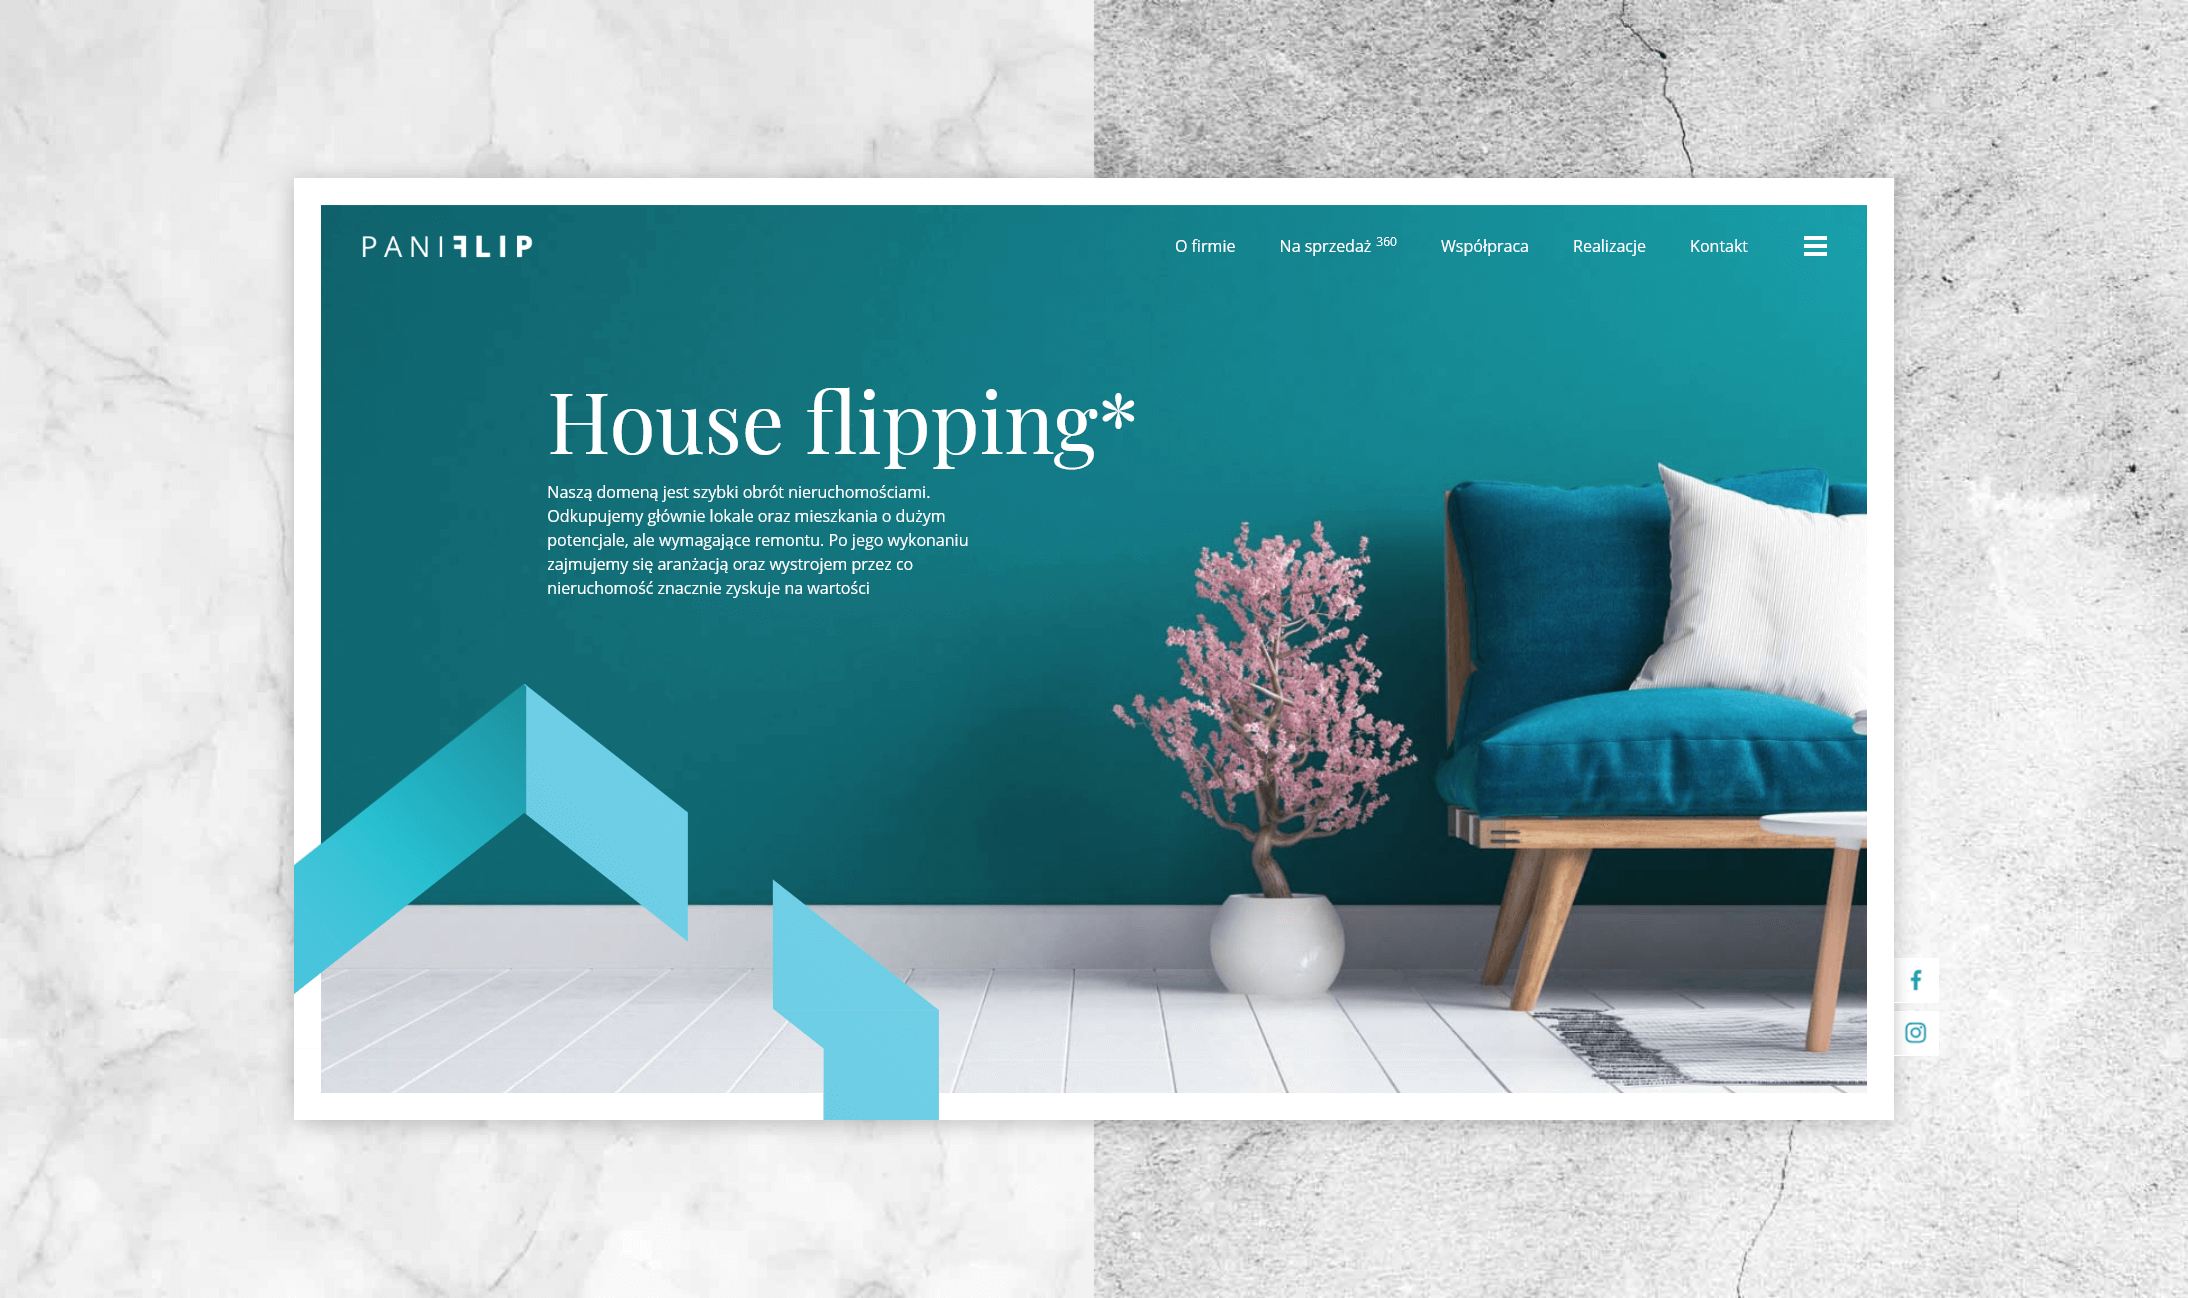 PANIFLIP
O firmie Na sprzedaż 360 Współpraca Realizacje Kontakt
House flipping*
Naszą domeną jest szybki obrót nieruchomościami.
Odkupujemy głównie lokale oraz mieszkania o dużym
potencjale, ale wymagające remontu. Po jego wykonaniu
zajmujemy się aranżacją oraz wystrojem przez co
nieruchomość znacznie zyskuje na wartości